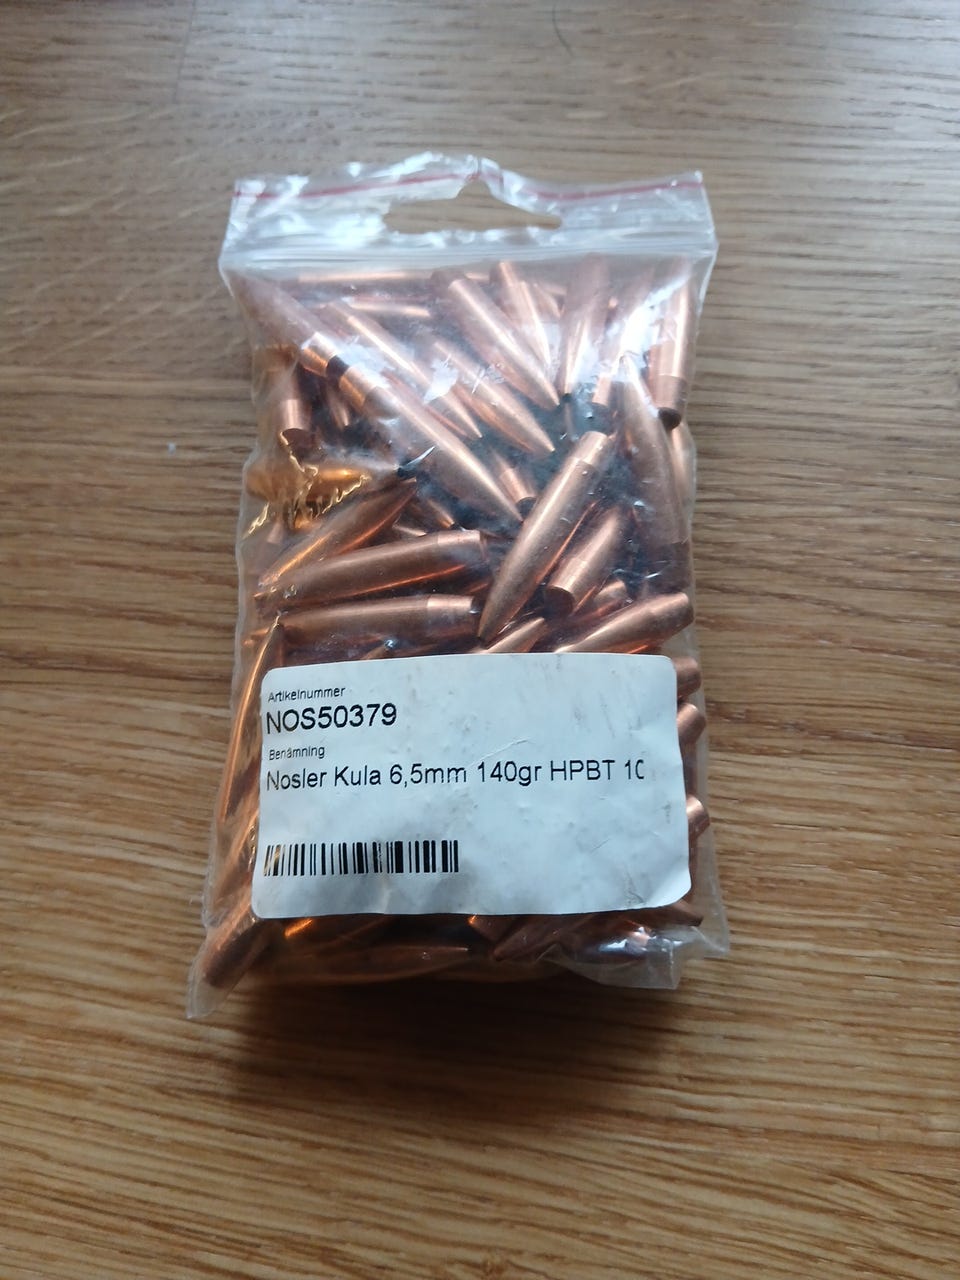 Artikelnummer
NOS50379
Benämning
Nosler Kula 6,5mm 140gr HPBT 10